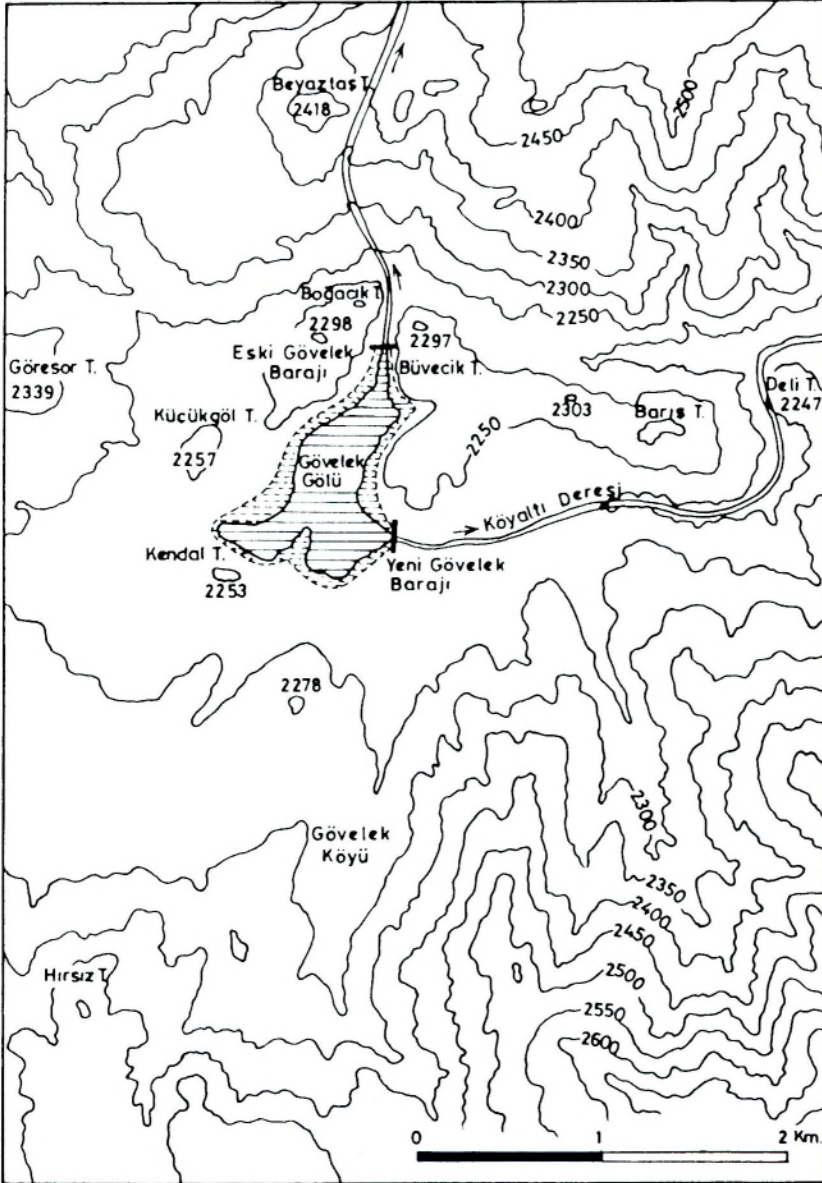 Beyaztaş T.
2418
2500
2450
2400
2350
2300
2250
Boğacık T.
2298
2297
Eski Gövelek
Barajı
Büvecik T.
Göresor T.
2339
Deli T.
2247
Küçükgöl T.
2257
2303
Barış T.
2250
Gövelek
Gölü
Köyaltı Deresi
Kendal T.
2253
Yeni Gövelek
Barajı
2278
2300
Gövelek
Köyü
2350
2400
2450
2500
2550
2600
Hırsız T.
0 1 2 Km.